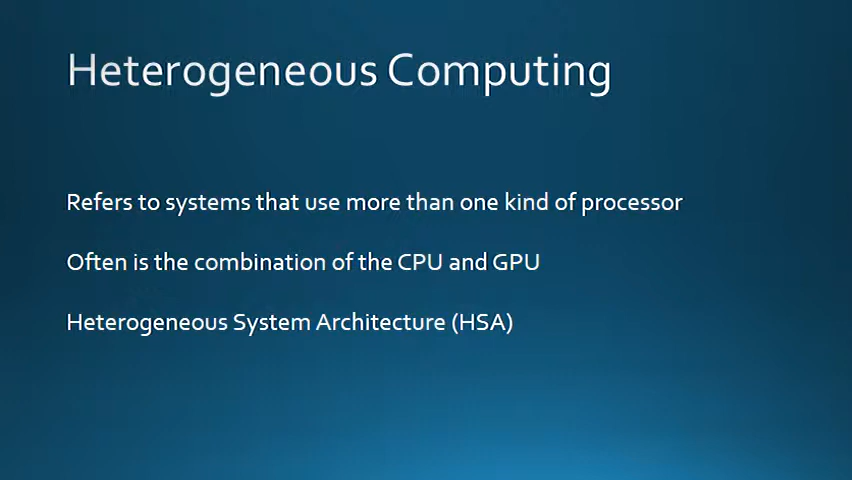 Heterogeneous Computing
Refers to systems that use more than one kind of processor
Often is the combination of the CPU and GPU
Heterogeneous System Architecture (HSA)